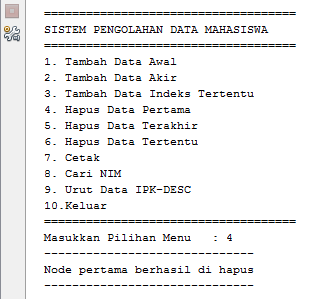 ====================================
SISTEM PENGOLAHAN DATA MAHASISWA
====================================
1. Tambah Data Awal
2. Tambah Data Akir
3. Tambah Data Indeks Tertentu
4. Hapus Data Pertama
5. Hapus Data Terakhir
6. Hapus Data Tertentu
7. Cetak
8. Cari NIM
9. Urut Data IPK-DESC
10.Keluar
====================================
Masukkan Pilihan Menu   : 4
------------------------------
Node pertama berhasil di hapus
------------------------------